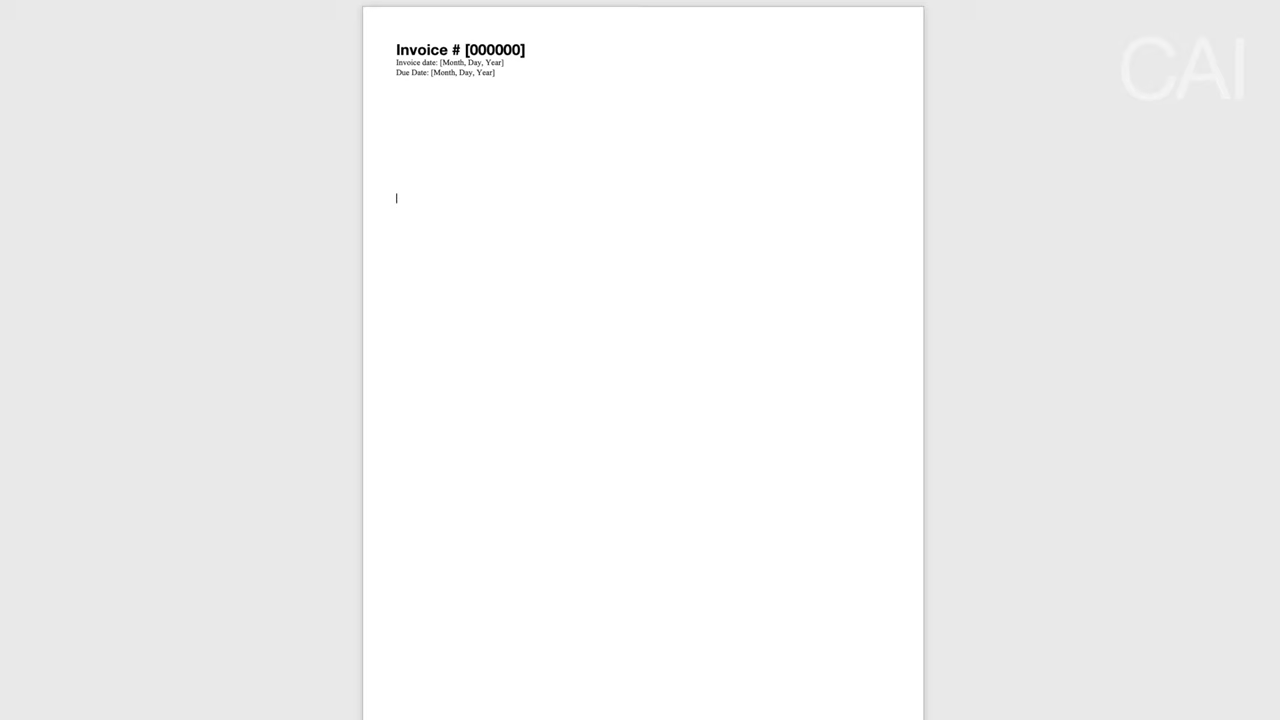 Invoice # [000000]
Invoice date: [Month, Day, Year]
Due Date: [Month, Day, Year]
CAI